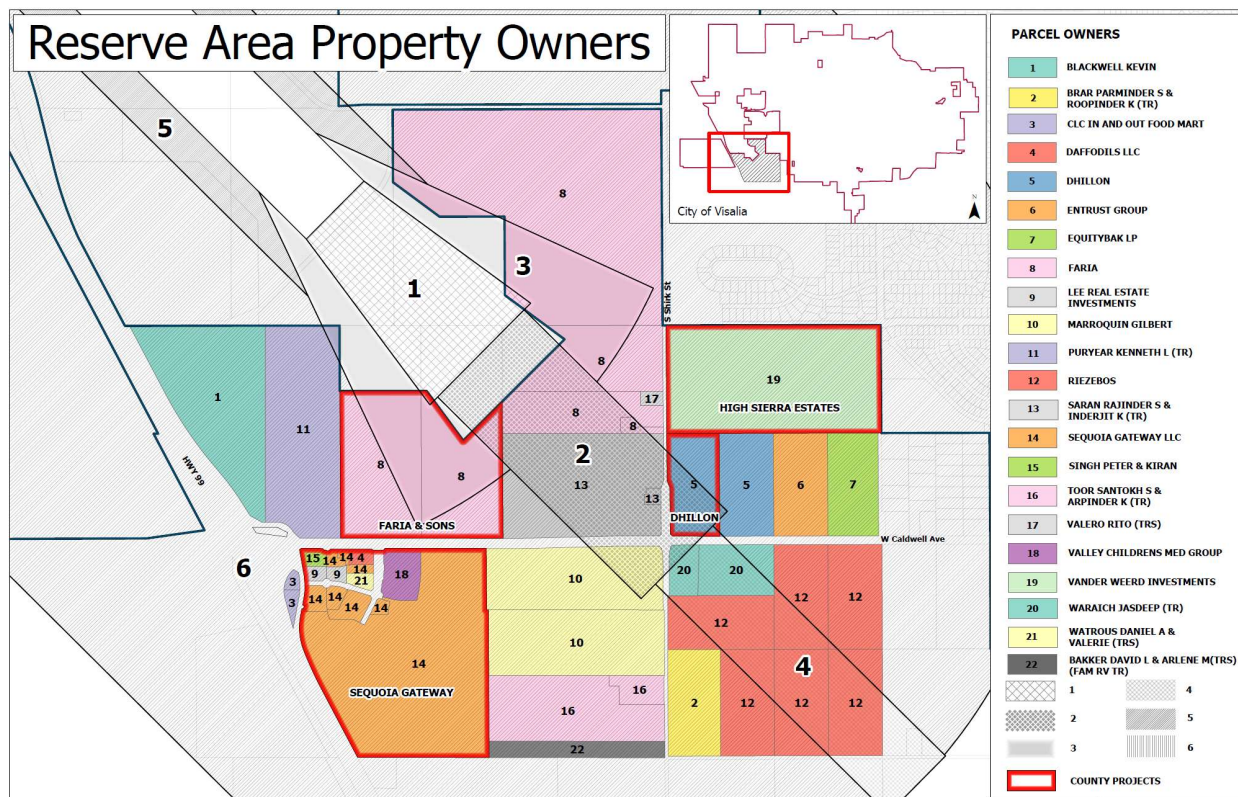 Reserve Area Property Owners
5
8
3
1
S Shirk St
City of Visalia
N
8
17
8
8
19
HIGH SIERRA ESTATES
1
11
8
8
2
13
13
5
5
6
7
HWY 99
FARIA & SONS
DHILLON
W Caldwell Ave
6
15
14
14
4
14
9
9
21
18
3
3
14
14
14
14
14
SEQUOIA GATEWAY
10
10
16
16
22
20
20
12
12
12
4
2
12
12
12
PARCEL OWNERS
1 BLACKWELL KEVIN
2 BRAR PARMINDER S &
ROOPINDER K (TR)
3 CLC IN AND OUT FOOD MART
4 DAFFODILS LLC
5 DHILLON
6 ENTRUST GROUP
7 EQUITYBAK LP
8 FARIA
9 LEE REAL ESTATE
INVESTMENTS
10 MARROQUIN GILBERT
11 PURYEAR KENNETH L (TR)
12 RIEZEBOS
13 SARAN RAJINDER S &
INDERJIT K (TR)
14 SEQUOIA GATEWAY LLC
15 SINGH PETER & KIRAN
16 TOOR SANTOKH S &
ARPINDER K (TR)
17 VALERO RITO (TRS)
18 VALLEY CHILDRENS MED GROUP
19 VANDER WEERD INVESTMENTS
20 WARAICH JASDEEP (TR)
21 WATROUS DANIEL A &
VALERIE (TRS)
22 BAKKER DAVID L & ARLENE M(TRS)
(FAM RV TR)
1 4
2 5
3 6
COUNTY PROJECTS